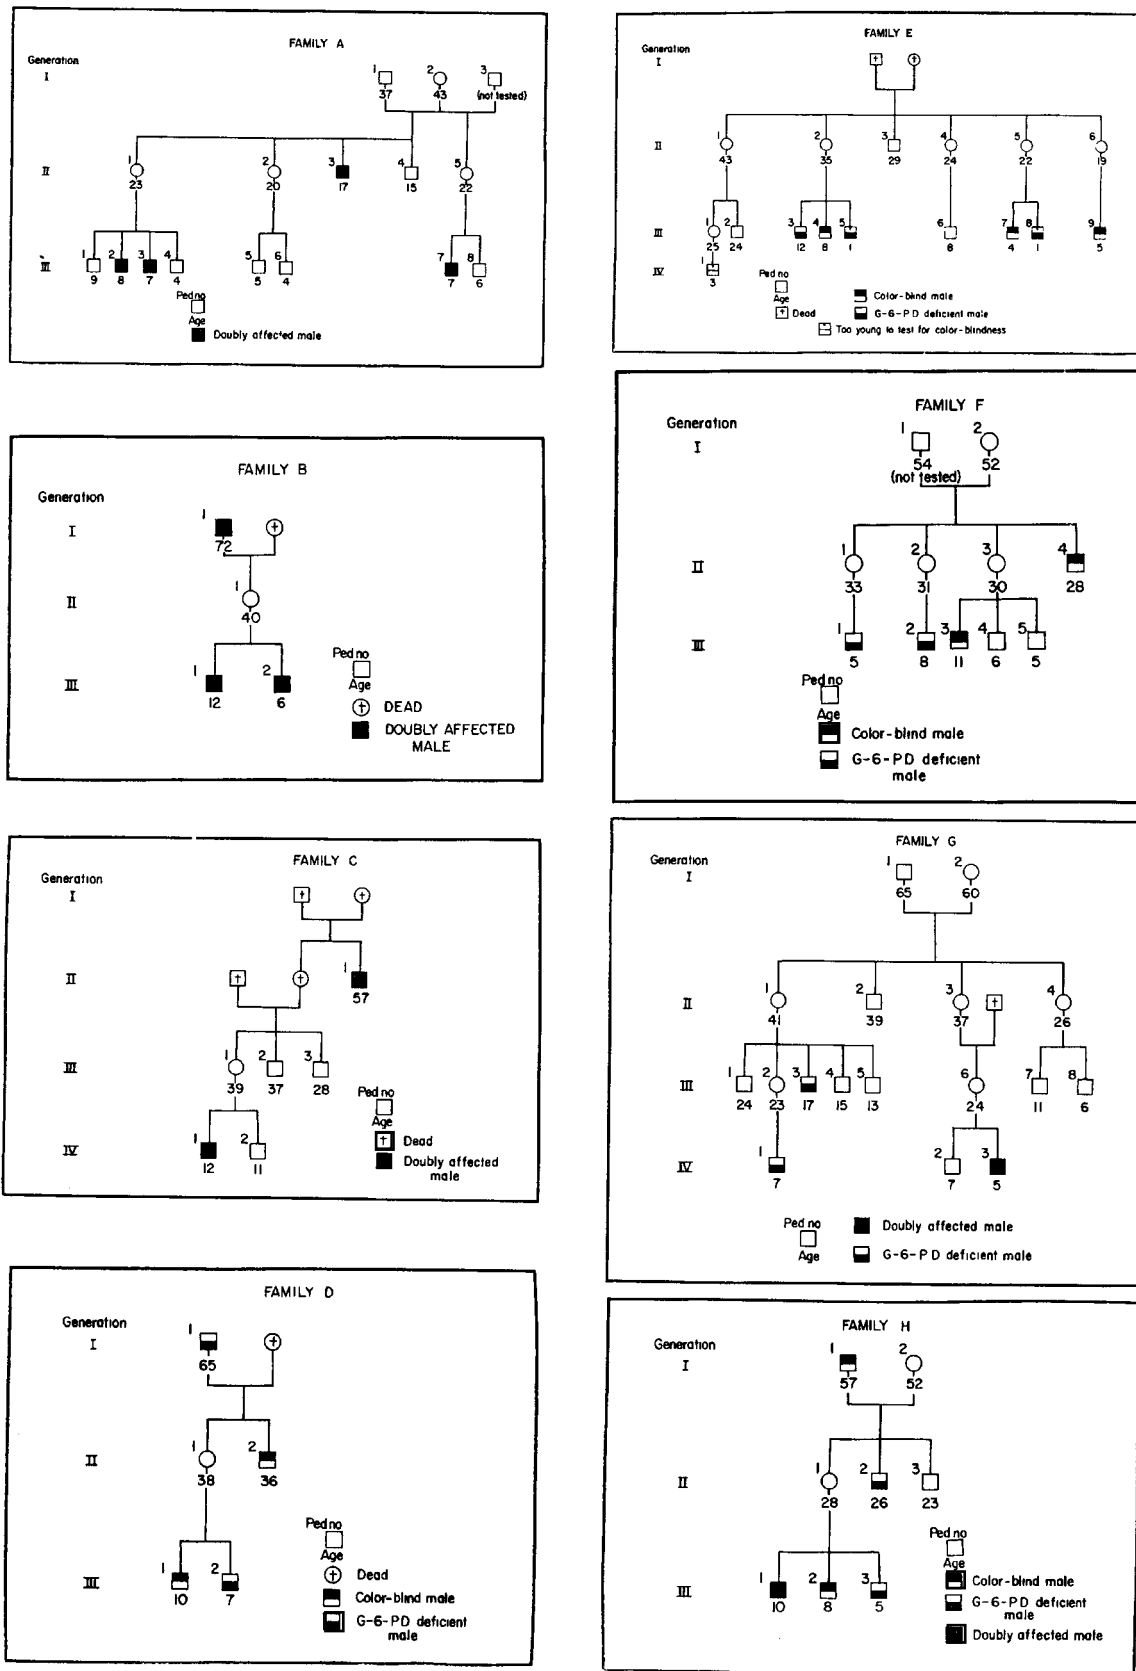 FAMILY A
Generation
I
1 2 3
37 43 (not tested)
II
1 2 3 4 5
23 20 17 15 22
III
1 2 3 4 5 6 7 8
9 8 7 4 5 4 7 6
Ped no
Age
Doubly affected male
FAMILY B
Generation
I
1
72
II
1
40
III
1 2
12 6
Ped no
Age
DEAD
DOUBLY AFFECTED
MALE
FAMILY C
Generation
I
II
1
57
III
1 2 3
39 37 28
IV
1 2
12 11
Ped no
Age
Dead
Doubly affected
male
FAMILY D
Generation
I
1
65
II
1 2
38 36
III
1 2
10 7
Ped no
Age
Dead
Color-blind male
G-6-PD deficient
male
FAMILY E
Generation
I
II
1 2 3 4 5 6
43 35 29 24 22 19
III
1 2 3 4 5 6 7 8 9
25 24 12 8 1 8 4 1 5
IV
1
3
Ped no
Age
Dead
Color-blind male
G-6-PD deficient male
Too young to test for color-blindness
FAMILY F
Generation
I
1 2
54 52
(not tested)
II
1 2 3 4
33 31 30 28
III
1 2 3 4 5
5 8 11 6 5
Ped no
Age
Color-blind male
G-6-PD deficient
male
FAMILY G
Generation
I
1 2
65 60
II
1 2 3 4
41 39 37 26
III
1 2 3 4 5 6 7 8
24 23 17 15 13 24 11 6
IV
1 2 3
7 7 5
Ped no
Age
Doubly affected male
G-6-PD deficient male
FAMILY H
Generation
I
1 2
57 52
II
1 2 3
28 26 23
III
1 2 3
10 8 5
Ped no
Age
Color-blind male
G-6-PD deficient
male
Doubly affected male